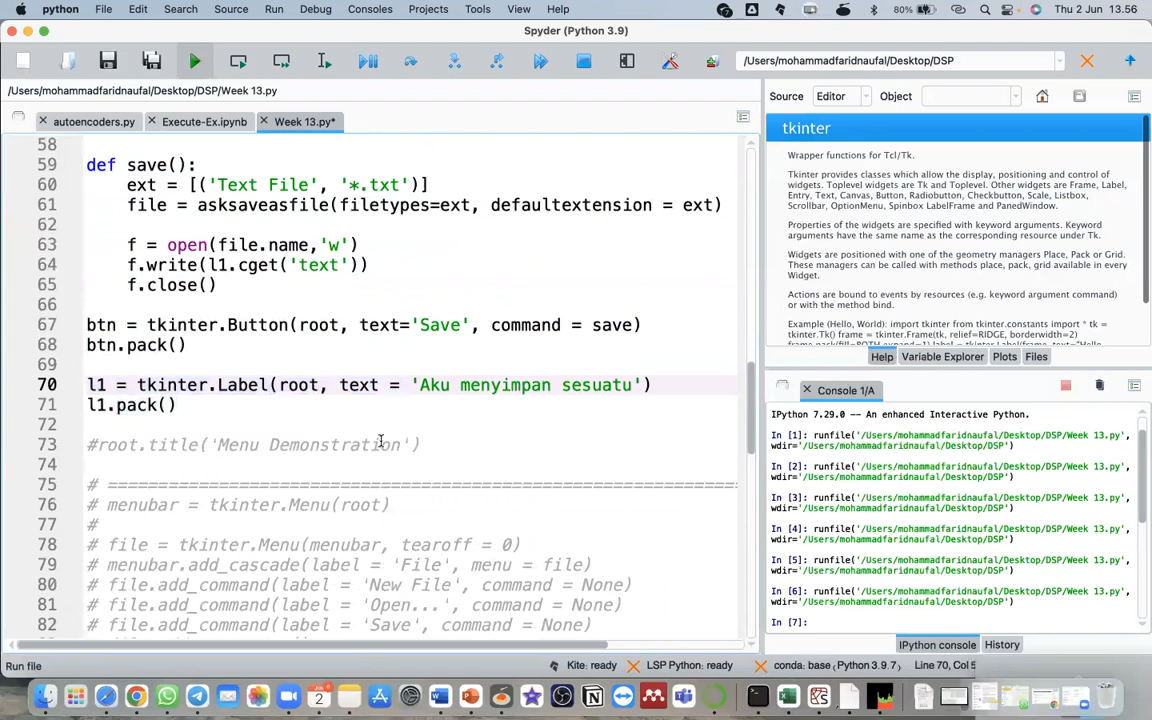 python File Edit Search Source Run Debug Consoles Projects Tools View Help 80% Thu 2 Jun 13.56
Spyder (Python 3.9)
/Users/mohammadfaridnaufal/Desktop/DSP
/Users/mohammadfaridnaufal/Desktop/DSP/Week 13.py
autoencoders.py Execute-Ex.ipynb Week 13.py*
58
59 def save():
60 ext = [('Text File', '*.txt')]
61 file = asksaveasfile(filetypes=ext, defaultextension = ext)
62
63 f = open(file.name,'w')
64 f.write(l1.cget('text'))
65 f.close()
66
67 btn = tkinter.Button(root, text='Save', command = save)
68 btn.pack()
69
70 l1 = tkinter.Label(root, text = 'Aku menyimpan sesuatu')
71 l1.pack()
72
73 #root.title('Menu Demonstration')
74
75 # ===============================================================
76 # menubar = tkinter.Menu(root)
77 #
78 # file = tkinter.Menu(menubar, tearoff = 0)
79 # menubar.add_cascade(label = 'File', menu = file)
80 # file.add_command(label = 'New File', command = None)
81 # file.add_command(label = 'Open...', command = None)
82 # file.add_command(label = 'Save', command = None)
Source Editor Object
tkinter
Wrapper functions for Tcl/Tk.
Tkinter provides classes which allow the display, positioning and control of
widgets. Toplevel widgets are Tk and Toplevel. Other widgets are Frame, Label,
Entry, Text, Canvas, Button, Radiobutton, Checkbutton, Scale, Listbox,
Scrollbar, OptionMenu, Spinbox LabelFrame and PanedWindow.
Properties of the widgets are specified with keyword arguments. Keyword
arguments have the same name as the corresponding resource under Tk.
Widgets are positioned with one of the geometry managers Place, Pack or Grid.
These managers can be called with methods place, pack, grid available in every
Widget.
Actions are bound to events by resources (e.g. keyword argument command)
or with the method bind.
Example (Hello, World): import tkinter from tkinter.constants import * tk =
tkinter.Tk() frame = tkinter.Frame(tk, relief=RIDGE, borderwidth=2)
Help Variable Explorer Plots Files
Console 1/A
IPython 7.29.0 -- An enhanced Interactive Python.
In [1]: runfile('/Users/mohammadfaridnaufal/Desktop/DSP/Week 13.py',
wdir='/Users/mohammadfaridnaufal/Desktop/DSP')
In [2]: runfile('/Users/mohammadfaridnaufal/Desktop/DSP/Week 13.py',
wdir='/Users/mohammadfaridnaufal/Desktop/DSP')
In [3]: runfile('/Users/mohammadfaridnaufal/Desktop/DSP/Week 13.py',
wdir='/Users/mohammadfaridnaufal/Desktop/DSP')
In [4]: runfile('/Users/mohammadfaridnaufal/Desktop/DSP/Week 13.py',
wdir='/Users/mohammadfaridnaufal/Desktop/DSP')
In [5]: runfile('/Users/mohammadfaridnaufal/Desktop/DSP/Week 13.py',
wdir='/Users/mohammadfaridnaufal/Desktop/DSP')
In [6]: runfile('/Users/mohammadfaridnaufal/Desktop/DSP/Week 13.py',
wdir='/Users/mohammadfaridnaufal/Desktop/DSP')
In [7]:
IPython console History
Run file Kite: ready LSP Python: ready conda: base (Python 3.9.7) Line 70, Col 5